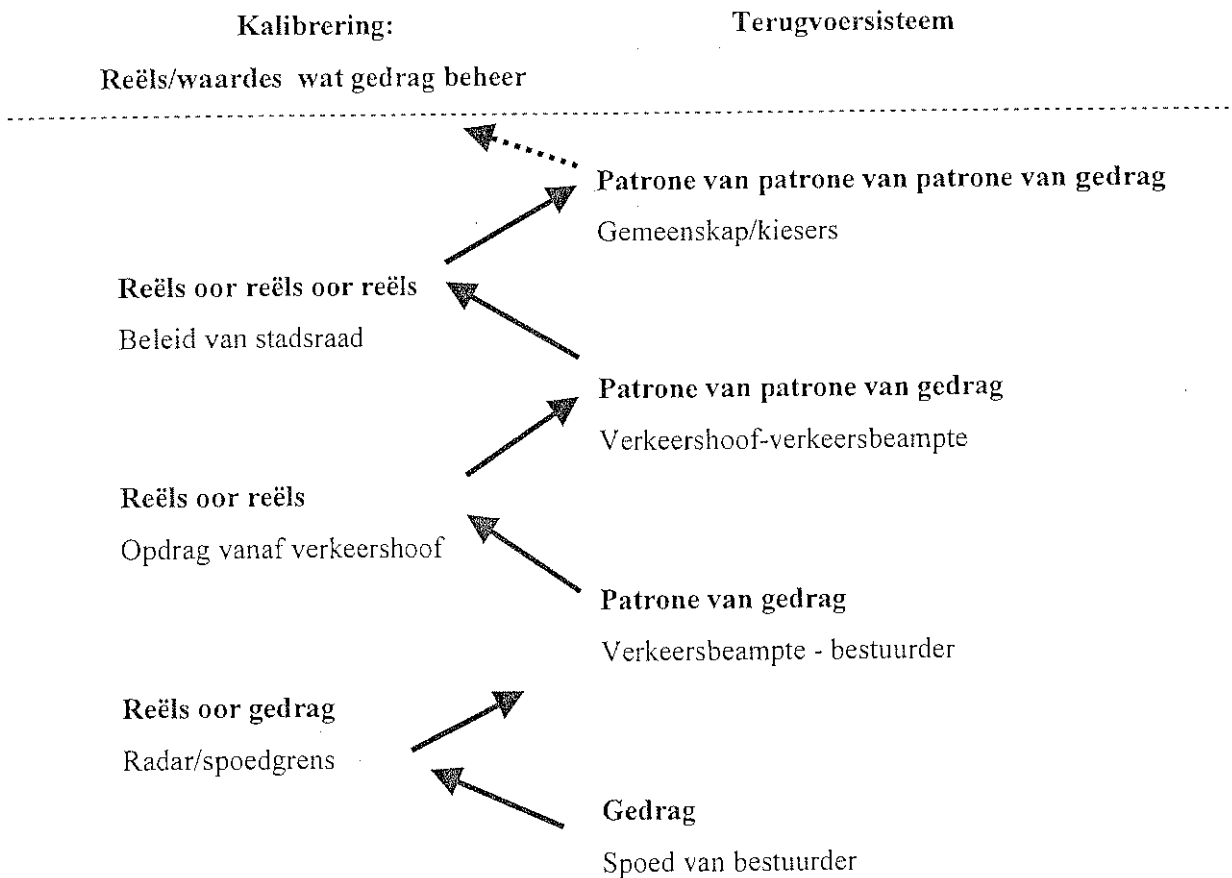 Kalibrering:
Terugvoersisteem
Reëls/waardes wat gedrag beheer
Patrone van patrone van patrone van gedrag
Gemeenskap/kiesers
Reëls oor reëls oor reëls
Beleid van stadsraad
Patrone van patrone van gedrag
Verkeershoof-verkeersbeampte
Reëls oor reëls
Opdrag vanaf verkeershoof
Patrone van gedrag
Verkeersbeampte - bestuurder
Reëls oor gedrag
Radar/spoedgrens
Gedrag
Spoed van bestuurder